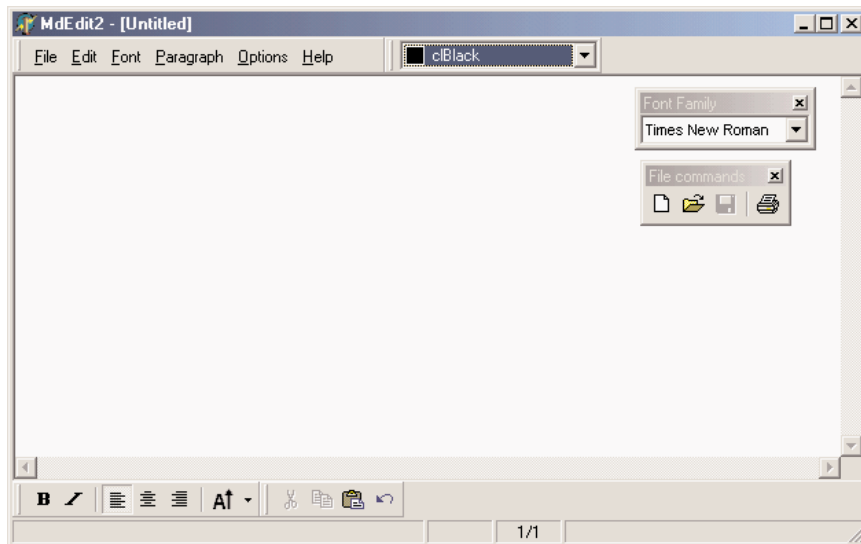 MdEdit2 - [Untitled]
File Edit Font Paragraph Options Help
clBlack
Font Family
Times New Roman
File commands
B I A
1/1